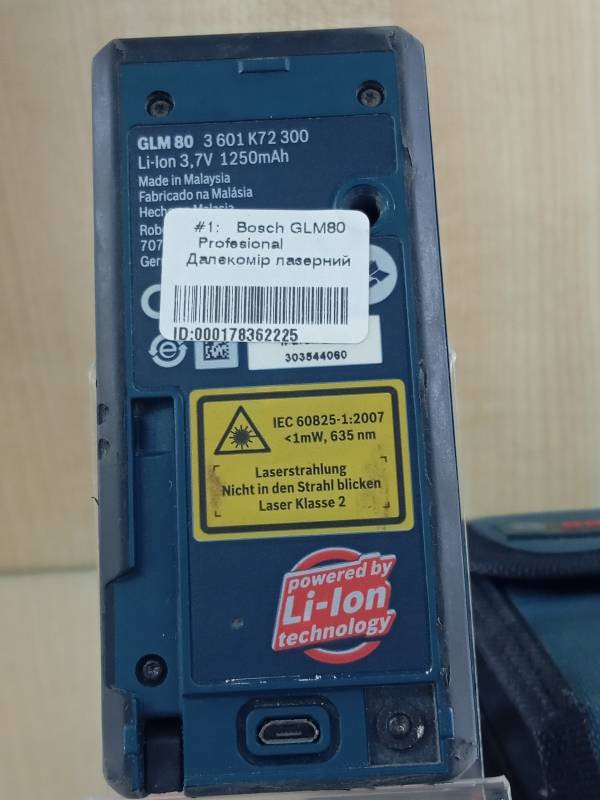 GLM 80 3 601 K72 300
Li-Ion 3,7V 1250mAh
Made in Malaysia
Fabricado na Malásia
#1: Bosch GLM80
Profesional
Далекомір лазерний
ID:000178362225
303544060
IEC 60825-1:2007
<1mW, 635 nm
Laserstrahlung
Nicht in den Strahl blicken
Laser Klasse 2
powered by
Li-Ion
technology